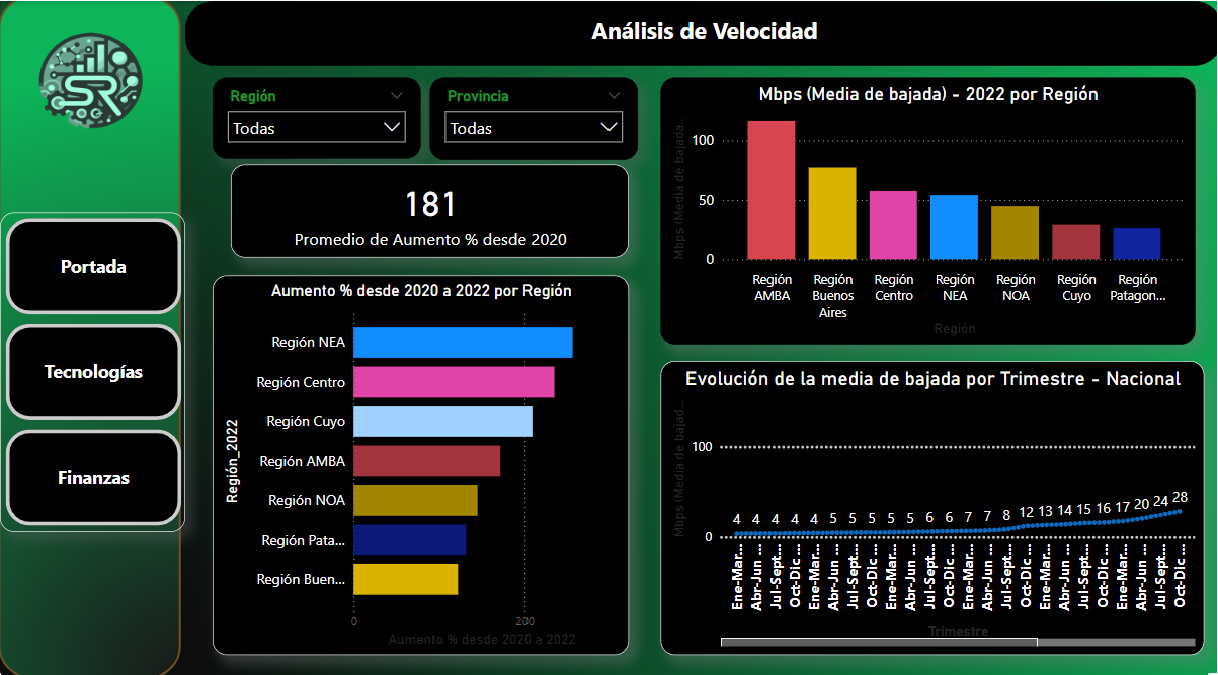 Análisis de Velocidad
SR
Portada
Tecnologías
Finanzas
Región
Todas
Provincia
Todas
181
Promedio de Aumento % desde 2020
Aumento % desde 2020 a 2022 por Región
Región_2022
Región NEA
Región Centro
Región Cuyo
Región AMBA
Región NOA
Región Pata...
Región Buen...
0
200
Aumento % desde 2020 a 2022
Mbps (Media de bajada) - 2022 por Región
Mbps (Media de bajada...
100
50
0
Región
AMBA
Región
Buenos
Aires
Región
Centro
Región
NEA
Región
NOA
Región
Cuyo
Región
Patagon...
Región
Evolución de la media de bajada por Trimestre - Nacional
Mbps (Media de bajad...
100
0
4 4 4 4 4 5 5 5 5 5 6 6 7 7 8 12 13 14 15 16 17 20 24 28
Ene-Mar...
Abr-Jun ...
Jul-Sept...
Oct-Dic ...
Ene-Mar...
Abr-Jun ...
Jul-Sept...
Oct-Dic ...
Ene-Mar...
Abr-Jun ...
Jul-Sept...
Oct-Dic ...
Ene-Mar...
Abr-Jun ...
Jul-Sept...
Oct-Dic ...
Ene-Mar...
Abr-Jun ...
Jul-Sept...
Oct-Dic ...
Ene-Mar...
Abr-Jun ...
Jul-Sept...
Oct-Dic ...
Trimestre